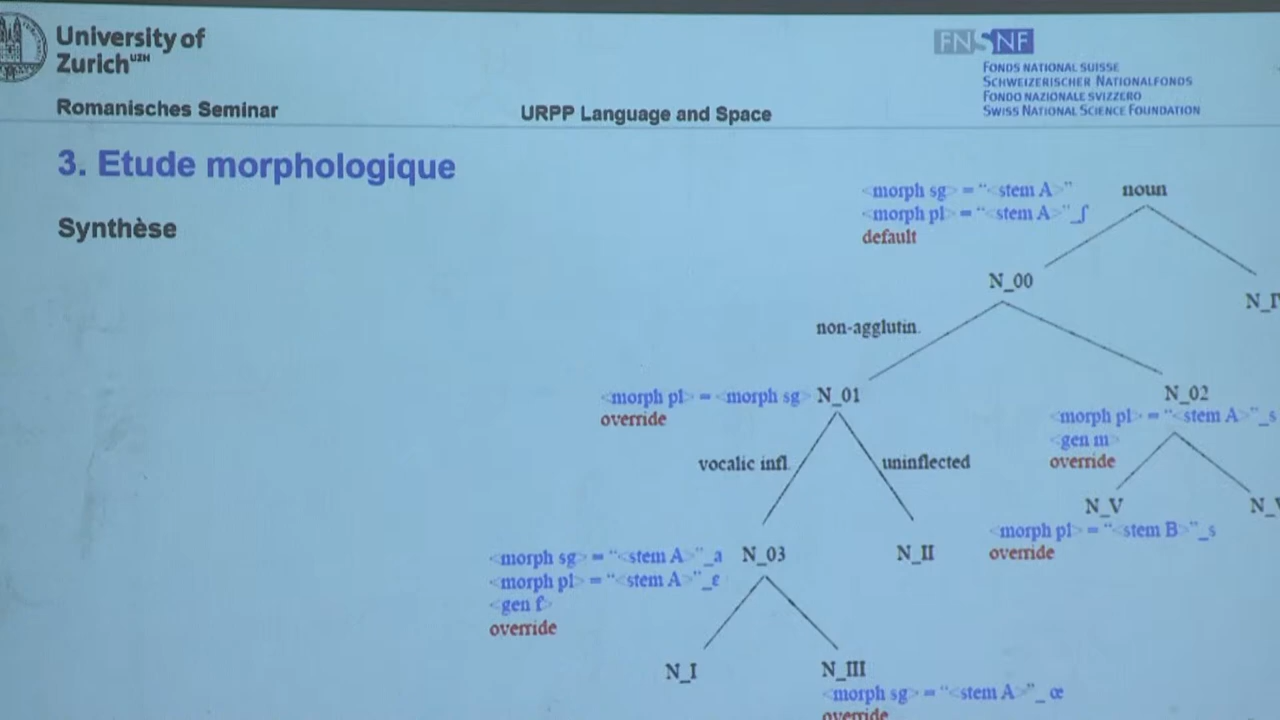 University of
Zurich UZH
FNSNF
FONDS NATIONAL SUISSE
SCHWEIZERISCHER NATIONALFONDS
FONDO NAZIONALE SVIZZERO
SWISS NATIONAL SCIENCE FOUNDATION
Romanisches Seminar
URPP Language and Space
3. Etude morphologique
Synthèse
<morph sg> = “<stem A>”
noun
<morph pl> = “<stem A>”_ʃ
default
N_00
non-agglutin.
<morph pl> = <morph sg>
N_01
override
N_02
<morph pl> = “<stem A>”_s
<gen m>
override
vocalic infl.
uninflected
N_V
<morph pl> = “<stem B>”_s
override
<morph sg> = “<stem A>”_a
N_03
N_II
<morph pl> = “<stem A>”_ɛ
<gen f>
override
N_I
N_III
<morph sg> = “<stem A>”_œ
override